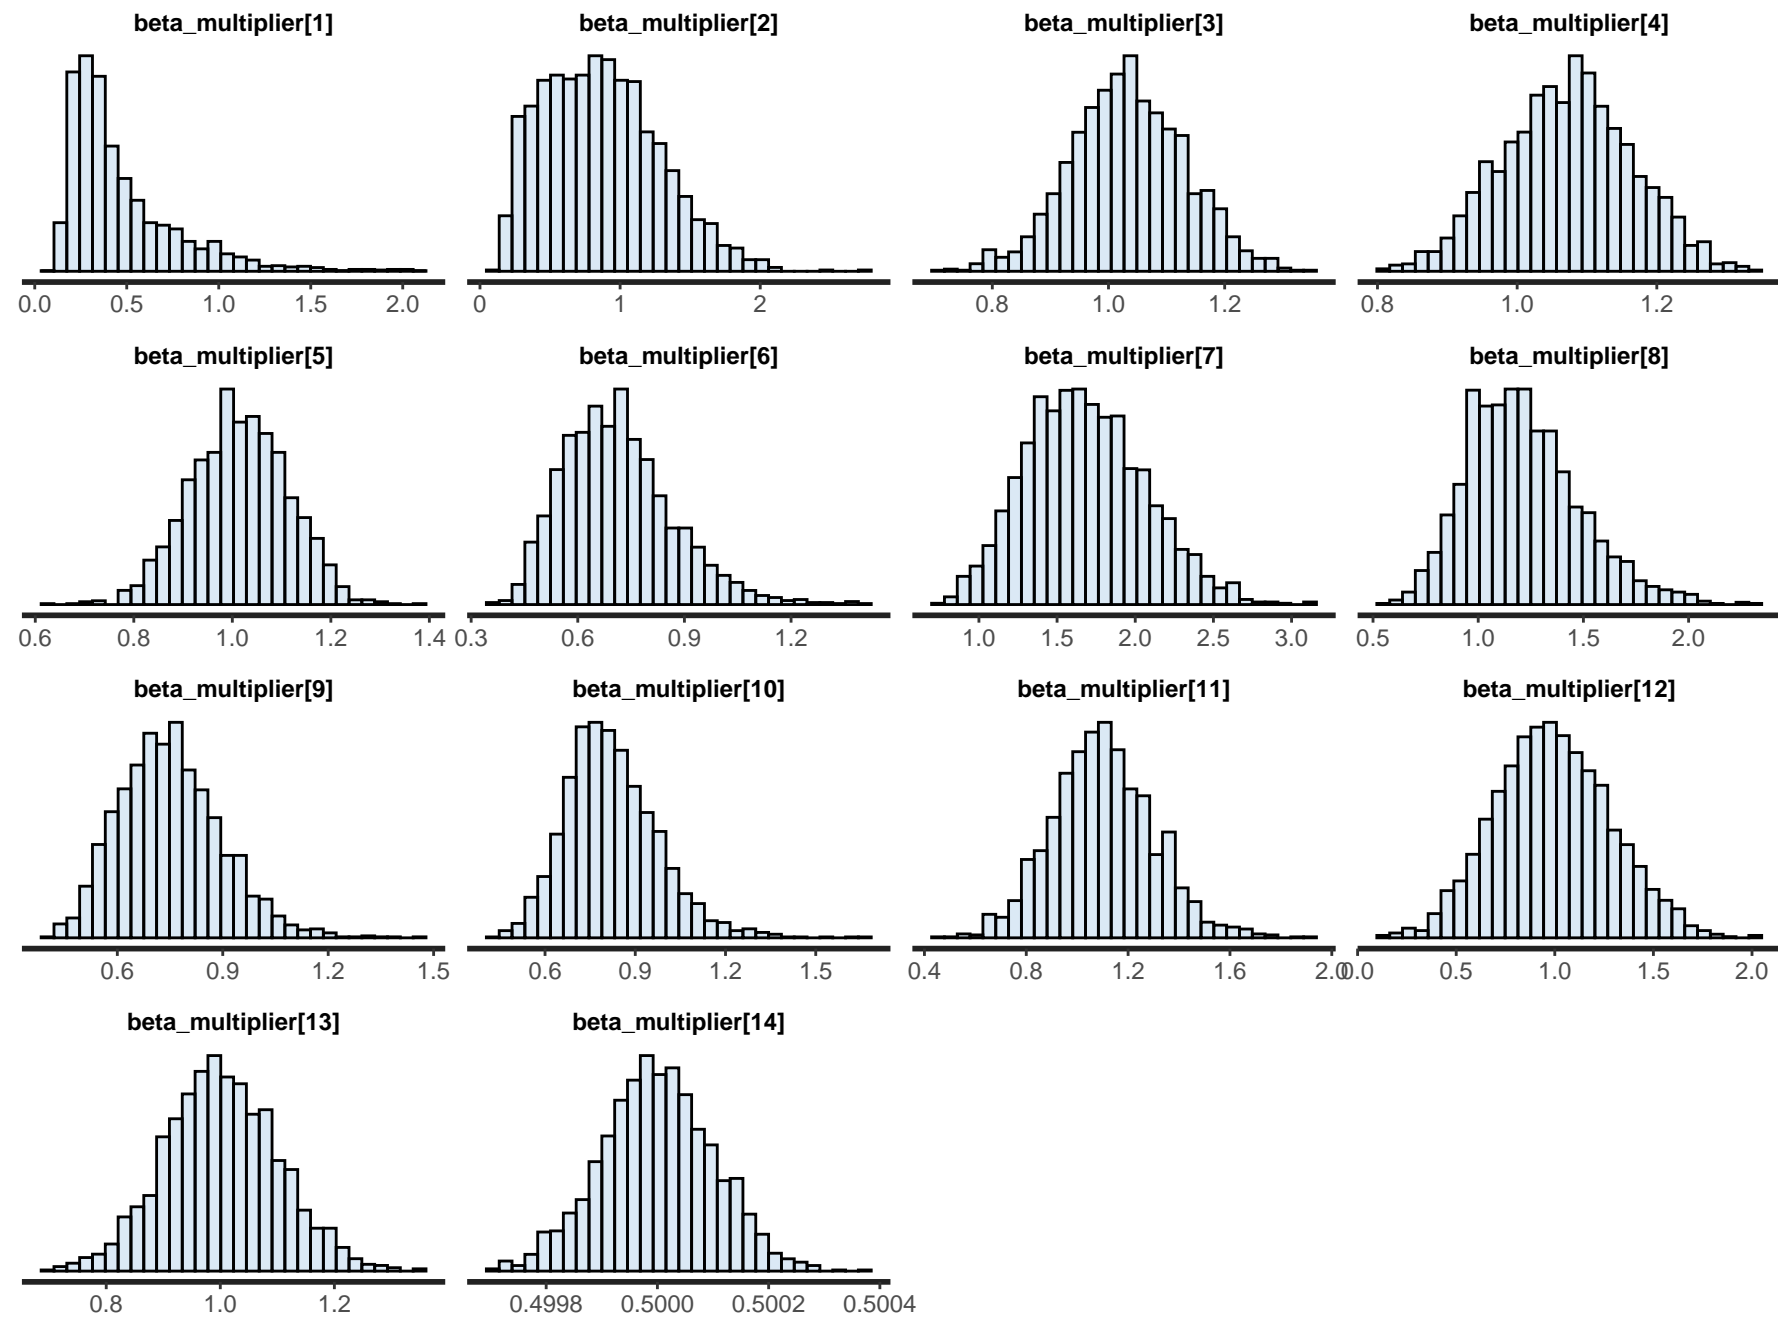 beta_multiplier[1] beta_multiplier[2] beta_multiplier[3] beta_multiplier[4]
0.0 0.5 1.0 1.5 2.0 0 1 2 0.8 1.0 1.2 0.8 1.0 1.2
beta_multiplier[5] beta_multiplier[6] beta_multiplier[7] beta_multiplier[8]
0.6 0.8 1.0 1.2 1.4 0.3 0.6 0.9 1.2 1.0 1.5 2.0 2.5 3.0 0.5 1.0 1.5 2.0
beta_multiplier[9] beta_multiplier[10] beta_multiplier[11] beta_multiplier[12]
0.6 0.9 1.2 1.5 0.6 0.9 1.2 1.5 0.4 0.8 1.2 1.6 2.0 0.0 0.5 1.0 1.5 2.0
beta_multiplier[13] beta_multiplier[14]
0.8 1.0 1.2 0.4998 0.5000 0.5002 0.5004